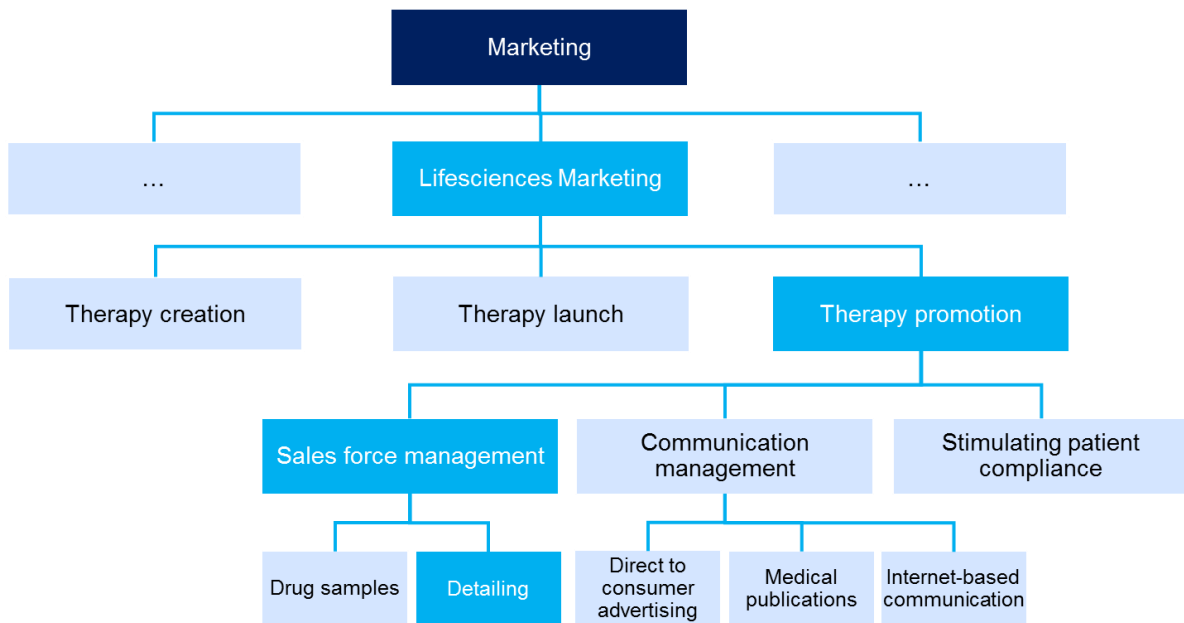 Marketing
...
Lifesciences Marketing
...
Therapy creation
Therapy launch
Therapy promotion
Sales force management
Communication
management
Stimulating patient
compliance
Drug samples
Detailing
Direct to
consumer
advertising
Medical
publications
Internet-based
communication